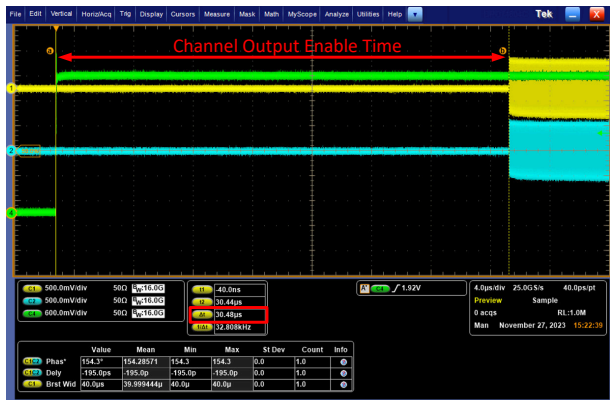 File Edit Vertical Horiz/Acq Trig Display Cursors Measure Mask Math MyScope Analyze Utilities Help Tek
Channel Output Enable Time
a
b
1
2
4
C1 500.0mV/div 50Ω BW:16.0G
C2 500.0mV/div 50Ω BW:16.0G
C4 600.0mV/div 50Ω BW:16.0G
t1 -40.0ns
t2 30.44µs
Δt 30.48µs
1/Δt 32.808kHz
A' C4 1.92V
4.0µs/div 25.0GS/s 40.0ps/pt
Preview Sample
0 acqs RL:1.0M
Man November 27, 2023 15:22:39
Value Mean Min Max St Dev Count Info
C1C2 Phas* 154.3° 154.28571 154.3 154.3 0.0 1.0
C1C2 Dely -195.0ps -195.0p -195.0p -195.0p 0.0 1.0
C1 Brst Wid 40.0µs 39.999444µ 40.0µ 40.0µ 0.0 1.0